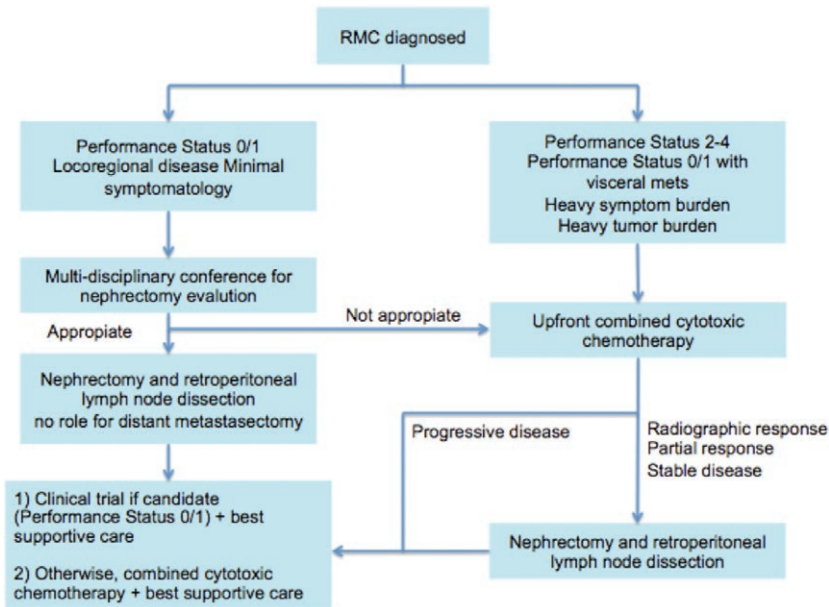 RMC diagnosed
Performance Status 0/1
Locoregional disease Minimal
symptomatology
Performance Status 2-4
Performance Status 0/1 with
visceral mets
Heavy symptom burden
Heavy tumor burden
Multi-disciplinary conference for
nephrectomy evalution
Appropiate
Not appropiate
Upfront combined cytotoxic
chemotherapy
Nephrectomy and retroperitoneal
lymph node dissection
no role for distant metastasectomy
Progressive disease
Radiographic response
Partial response
Stable disease
1) Clinical trial if candidate
(Performance Status 0/1) + best
supportive care
2) Otherwise, combined cytotoxic
chemotherapy + best supportive care
Nephrectomy and retroperitoneal
lymph node dissection